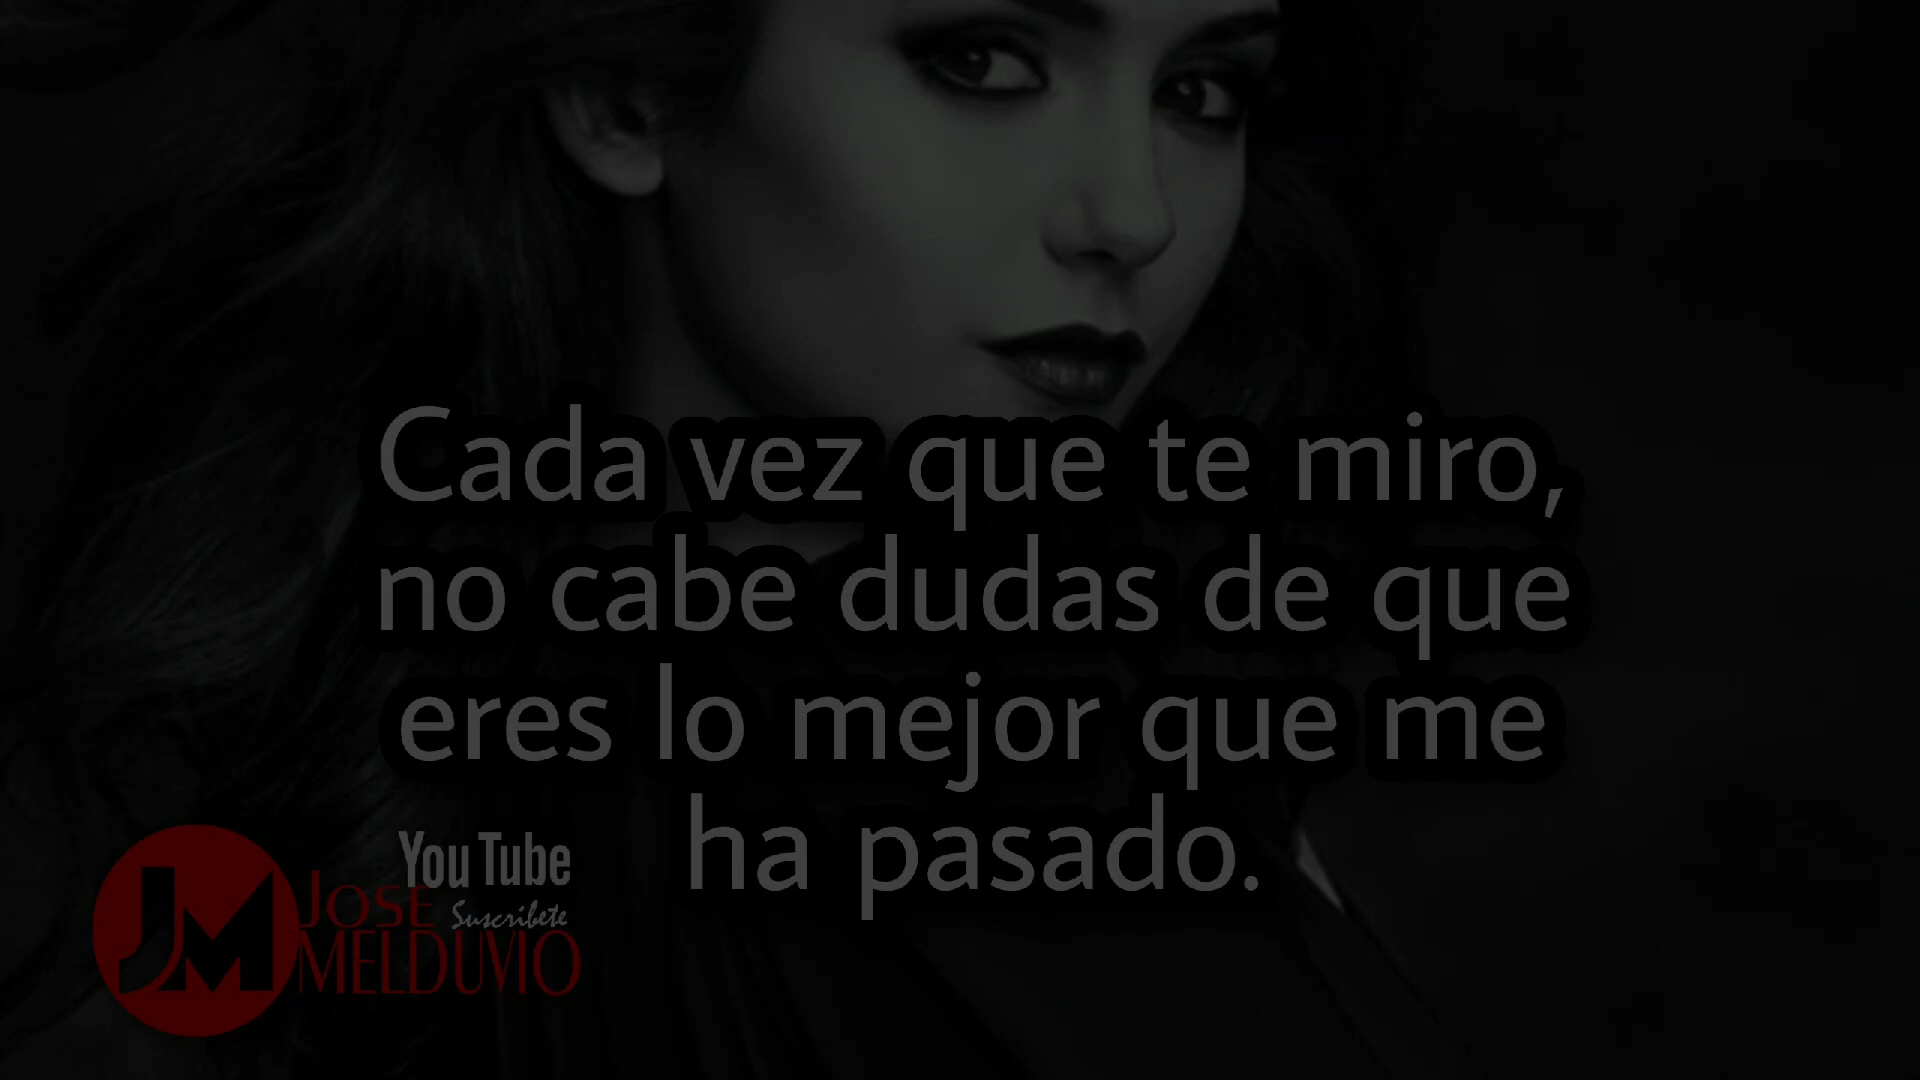 Cada vez que te miro,
no cabe dudas de que
eres lo mejor que me
ha pasado.
You Tube
JM
JOSE
Suscribete
MELDUVIO